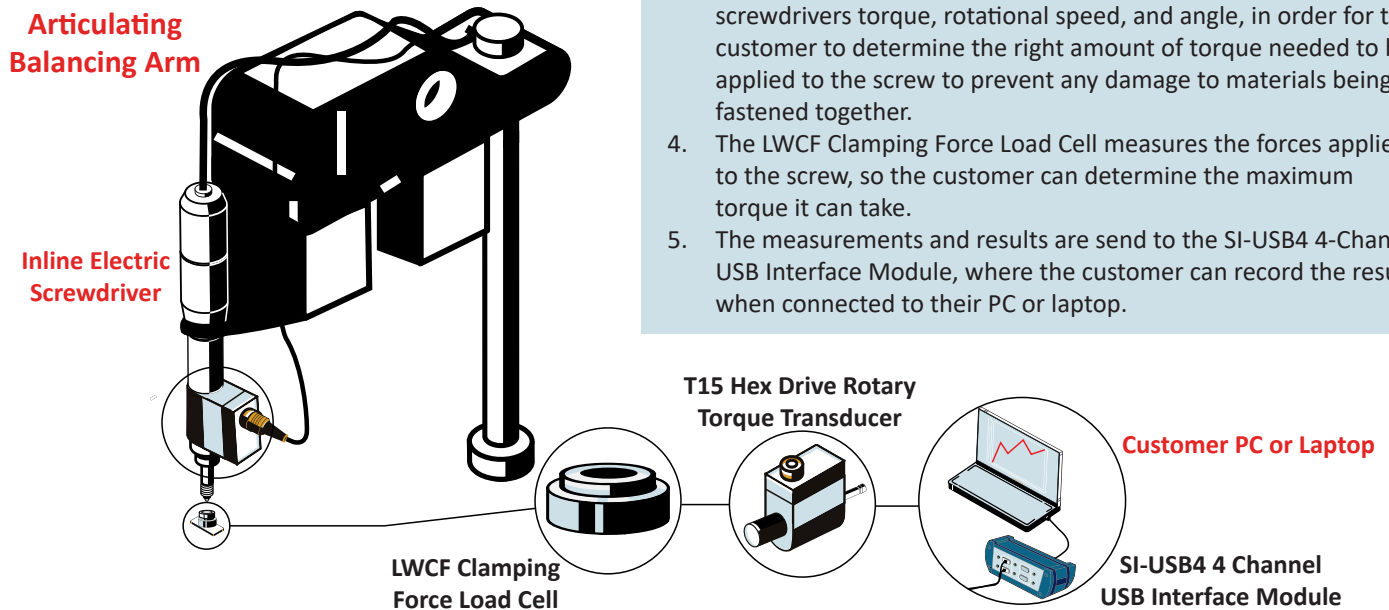 Articulating
Balancing Arm
Inline Electric
Screwdriver
screwdrivers torque, rotational speed, and angle, in order for
customer to determine the right amount of torque needed to
applied to the screw to prevent any damage to materials being
fastened together.
4. The LWCF Clamping Force Load Cell measures the forces
to the screw, so the customer can determine the maximum
torque it can take.
5. The measurements and results are send to the SI-USB4
USB Interface Module, where the customer can record the
when connected to their PC or laptop.
T15 Hex Drive Rotary
Torque Transducer
Customer PC or Laptop
LWCF Clamping
Force Load Cell
SI-USB4 4 Channel
USB Interface Module